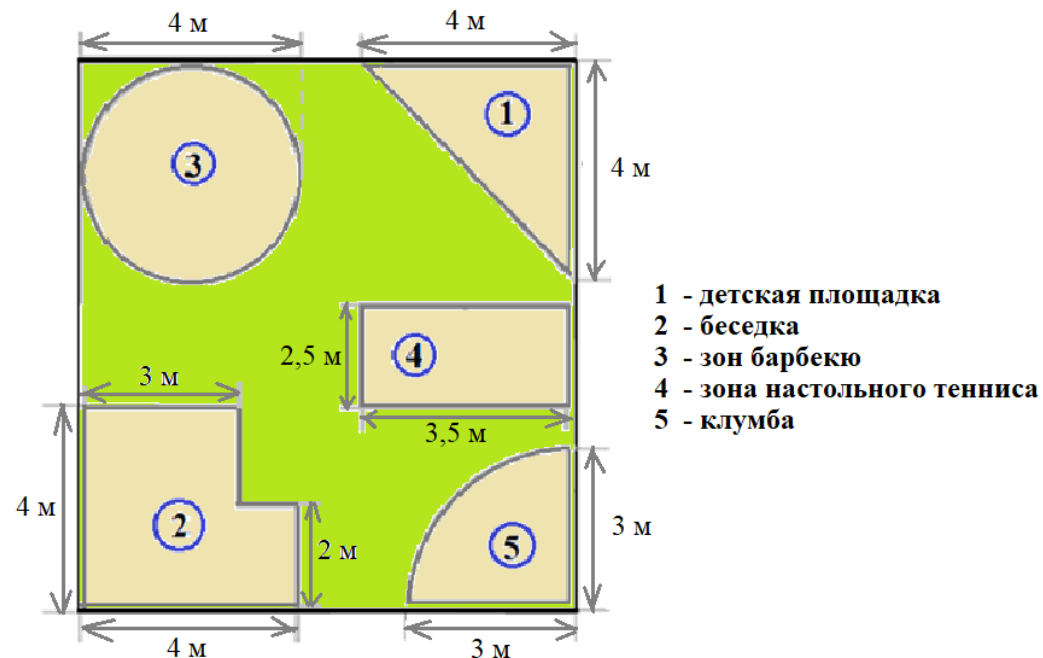 4 м
4 м
1
3
4 м
1 - детская площадка
2 - беседка
3 - зон барбекю
4 - зона настольного тенниса
5 - клумба
2,5 м
4
3 м
3,5 м
4 м
2
2 м
5
3 м
4 м
3 м